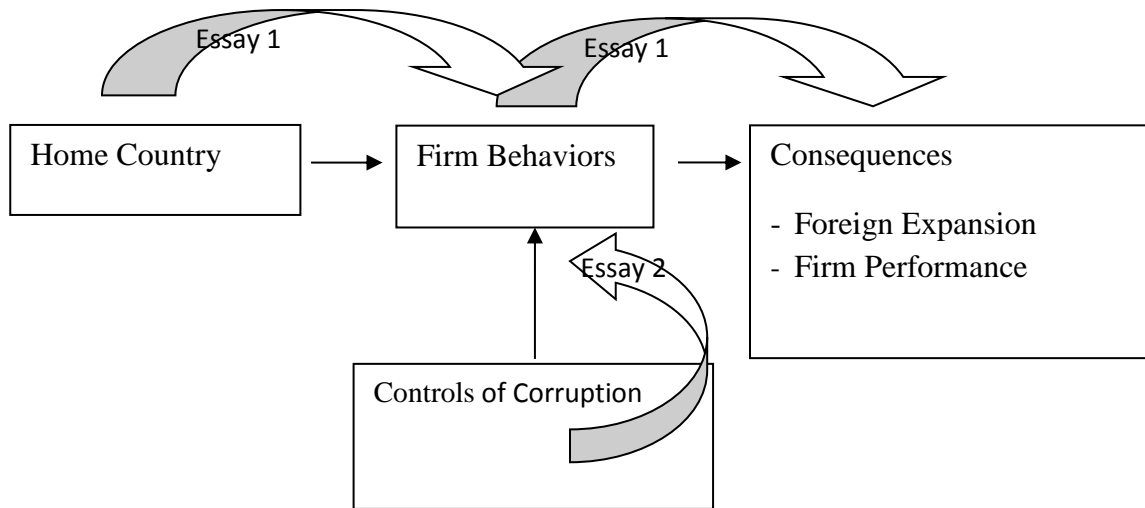 Essay 1
Essay 1
Home Country
Firm Behaviors
Consequences
- Foreign Expansion
- Firm Performance
Essay 2
Controls of Corruption